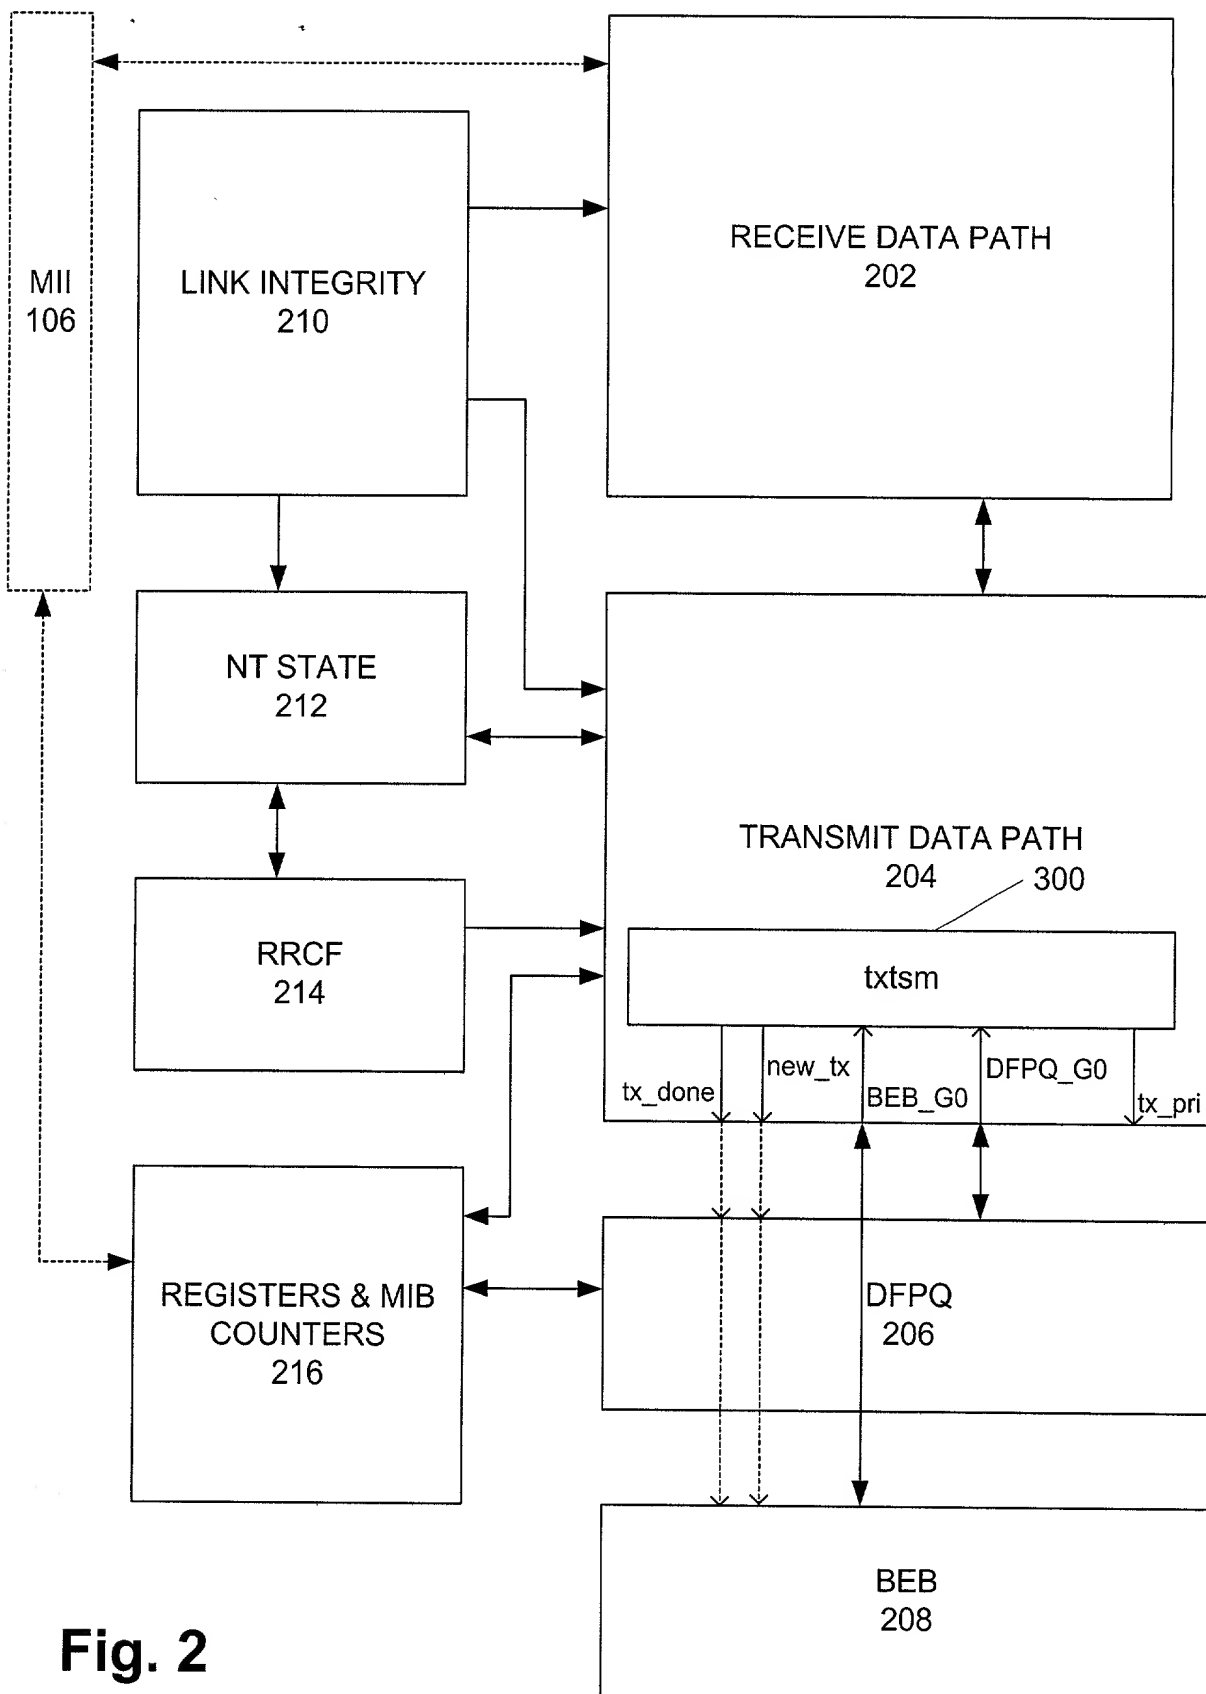 MII
106
LINK INTEGRITY
210
RECEIVE DATA PATH
202
NT STATE
212
TRANSMIT DATA PATH
204
300
RRCF
214
txtsm
tx_done
new_tx
BEB_G0
DFPQ_G0
tx_pri
REGISTERS & MIB
COUNTERS
216
DFPQ
206
BEB
208
Fig. 2